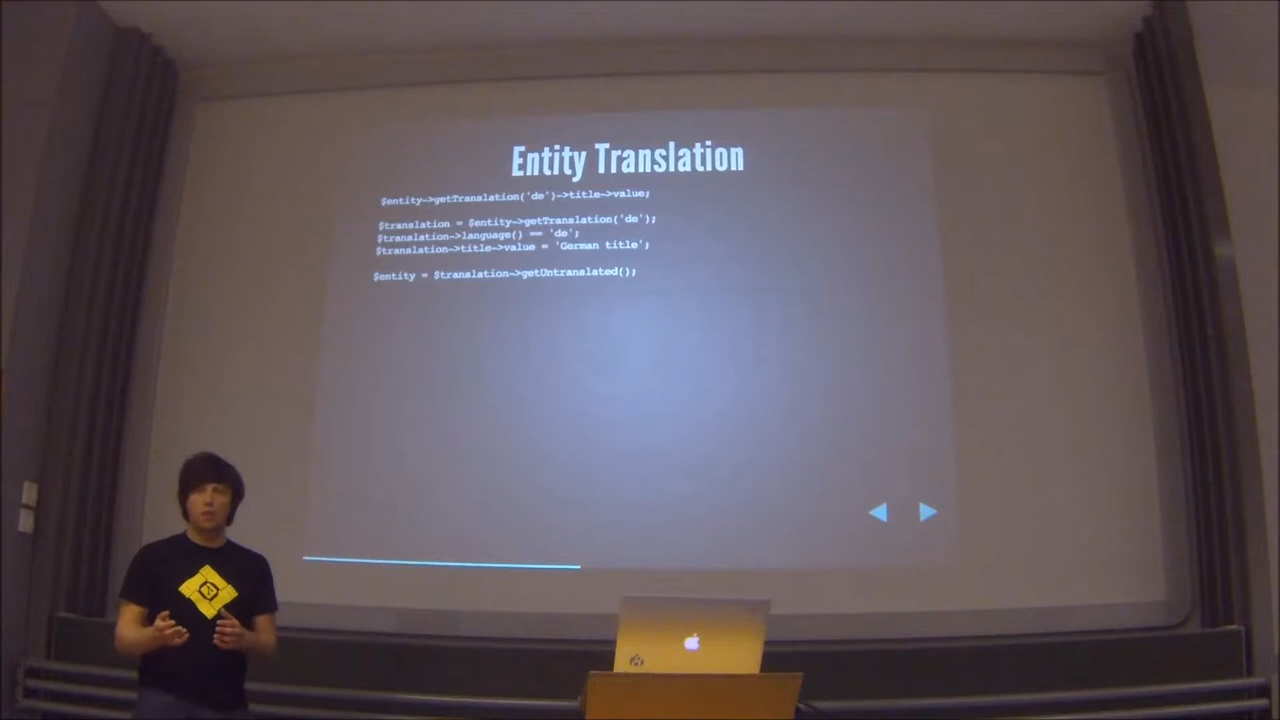 Entity Translation
$entity->getTranslation('de')->title->value;
$translation = $entity->getTranslation('de');
$translation->language() == 'de';
$translation->title->value = 'German title';
$entity = $translation->getUntranslated();